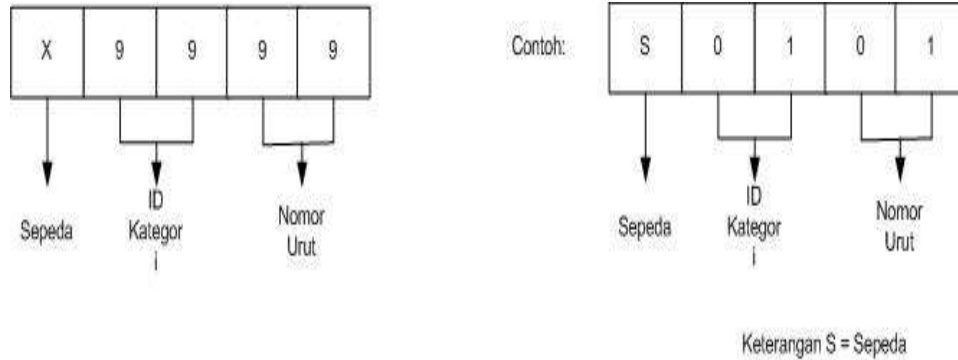 X 9 9 9 9
Sepeda
ID
Kategor
i
Nomor
Urut
Contoh:
S 0 1 0 1
Sepeda
ID
Kategor
i
Nomor
Urut
Keterangan S = Sepeda